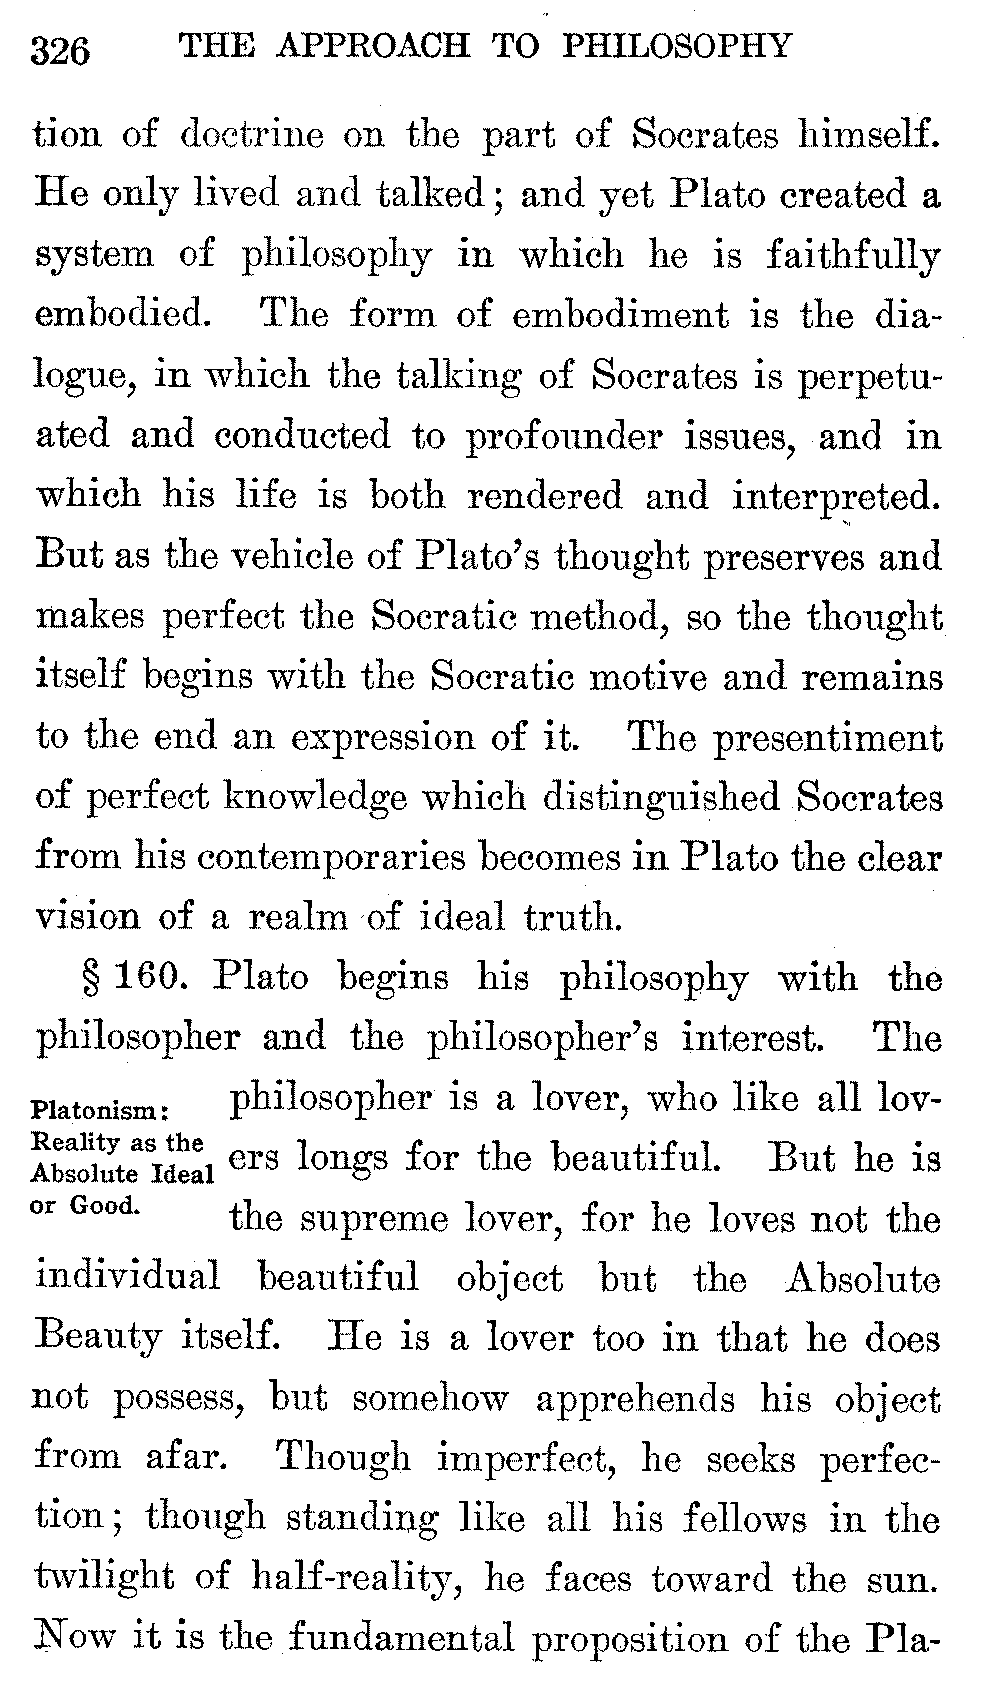 326 THE APPROACH TO PHILOSOPHY
tion of doctrine on the part of Socrates himself.
He only lived and talked; and yet Plato created a
system of philosophy in which he is faithfully
embodied. The form of embodiment is the dia-
logue, in which the talking of Socrates is perpetu-
ated and conducted to profounder issues, and in
which his life is both rendered and interpreted.
But as the vehicle of Plato's thought preserves and
makes perfect the Socratic method, so the thought
itself begins with the Socratic motive and remains
to the end an expression of it. The presentiment
of perfect knowledge which distinguished Socrates
from his contemporaries becomes in Plato the clear
vision of a realm of ideal truth.
§ 160. Plato begins his philosophy with the
philosopher and the philosopher's interest. The
Platonism:
Reality as the
Absolute Ideal
or Good.
philosopher is a lover, who like all lov-
ers longs for the beautiful. But he is
the supreme lover, for he loves not the
individual beautiful object but the Absolute
Beauty itself. He is a lover too in that he does
not possess, but somehow apprehends his object
from afar. Though imperfect, he seeks perfec-
tion; though standing like all his fellows in the
twilight of half-reality, he faces toward the sun.
Now it is the fundamental proposition of the Pla-